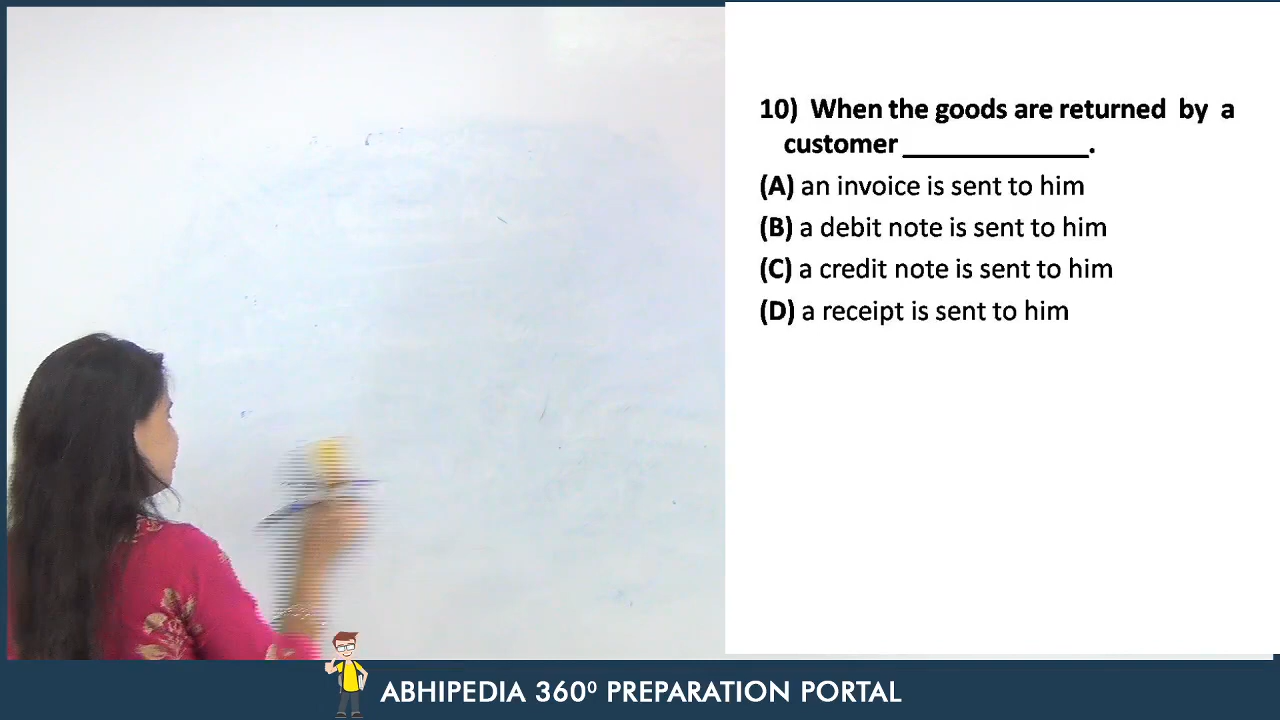 10) When the goods are returned by a
customer ____________.
(A) an invoice is sent to him
(B) a debit note is sent to him
(C) a credit note is sent to him
(D) a receipt is sent to him
ABHIPEDIA 360⁰ PREPARATION PORTAL